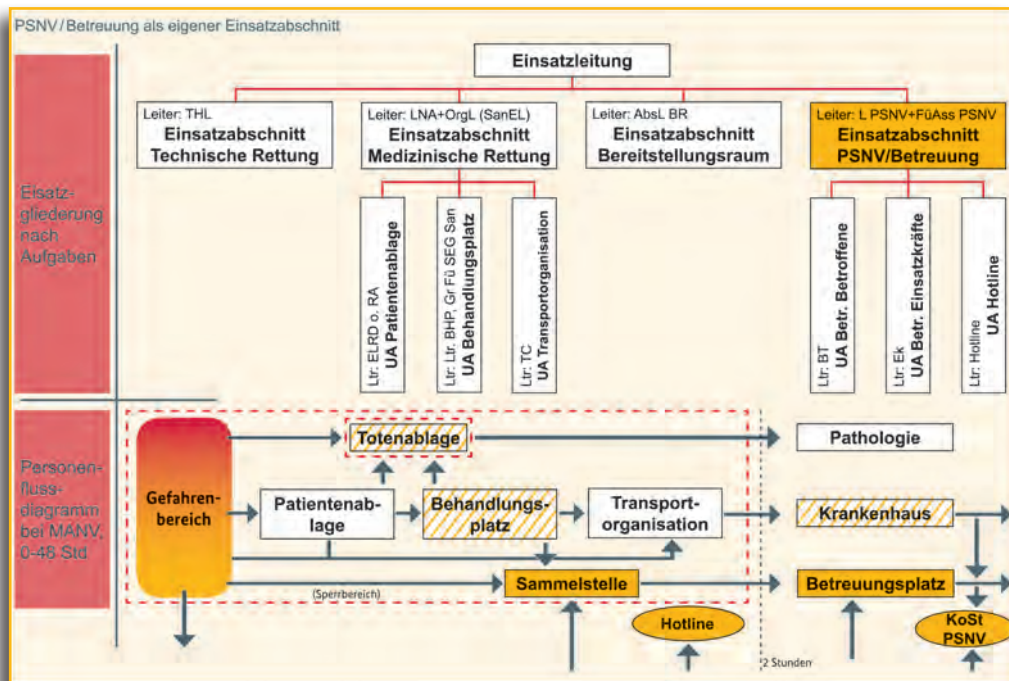 PSNV/Betreuung als eigener Einsatzabschnitt
Einsatzleitung
Leiter: THL
Einsatzabschnitt
Technische Rettung
Leiter: LNA+OrgL (SanEL)
Einsatzabschnitt
Medizinische Rettung
Leiter: AbsL BR
Einsatzabschnitt
Bereitstellungsraum
Leiter: L PSNV+FüAss PSNV
Einsatzabschnitt
PSNV/Betreuung
Eisatz-
gliederung
nach
Aufgaben
Ltr: ELRD o. RA
UA Patientenablage
Ltr: Ltr. BHP, Gr Fü SEG San
UA Behandlungsplatz
Ltr: TC
UA Transportorganisation
Ltr: BT
UA Betr. Betroffene
Ltr: Ek
UA Betr. Einsatzkräfte
Ltr: Hotline
UA Hotline
Personen-
fluss-
diagramm
bei MANV,
0-48 Std
Gefahren-
bereich
Totenablage
Pathologie
Patientenab-
lage
Behandlungs-
platz
Transport-
organisation
Krankenhaus
(Sperrbereich)
Sammelstelle
Betreuungsplatz
Hotline
KoSt
PSNV
2 Stunden